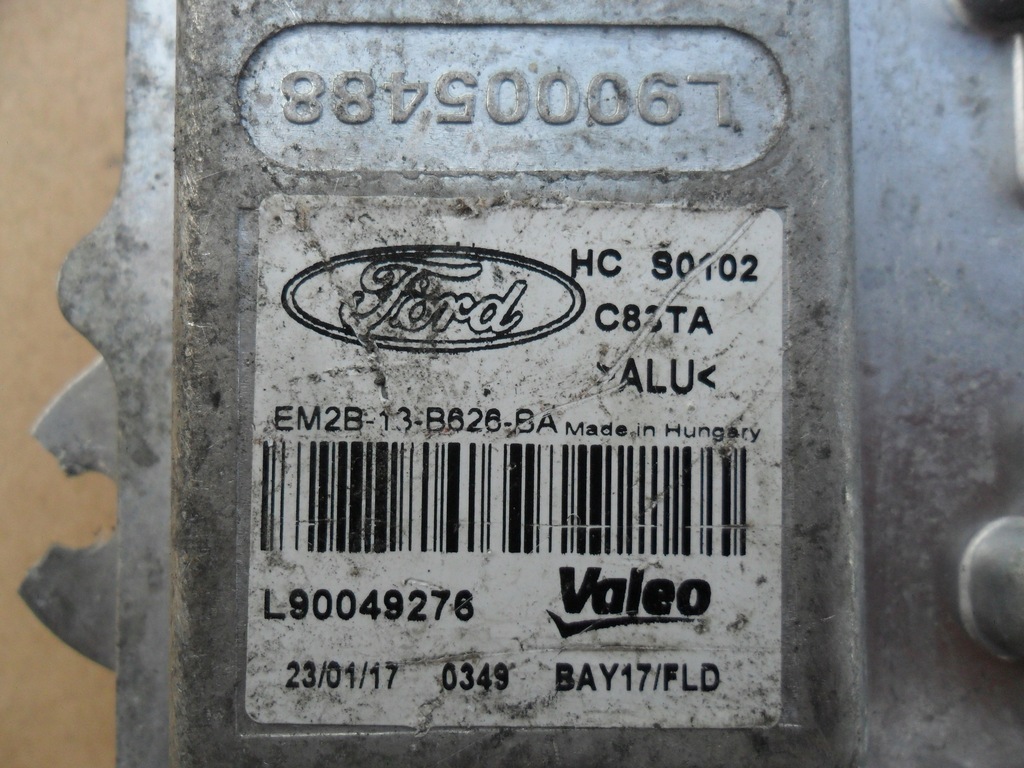 L90005488
Ford
HC S0102
C83TA
>ALU<
EM2B-13-B626-BA Made in Hungary
L90049276
Valeo
23/01/17 0349 BAY17/FLD